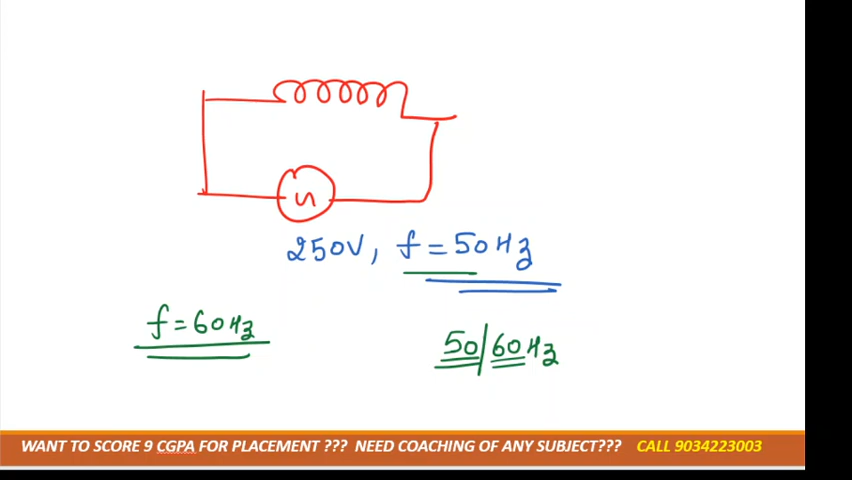 250V, f = 50Hz
f = 60Hz
50/60Hz
WANT TO SCORE 9 CGPA FOR PLACEMENT ??? NEED COACHING OF ANY SUBJECT??? CALL 9034223003